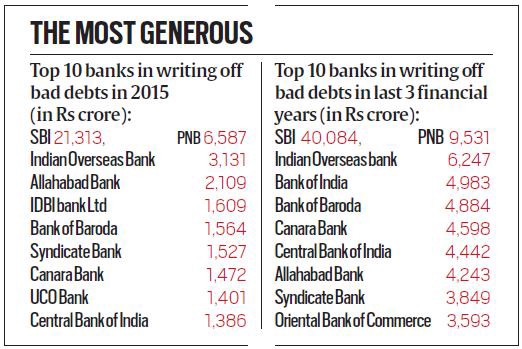 THE MOST GENEROUS
Top 10 banks in writing off
bad debts in 2015
(in Rs crore):
SBI 21,313, PNB 6,587
Indian Overseas Bank 3,131
Allahabad Bank 2,109
IDBI bank Ltd 1,609
Bank of Baroda 1,564
Syndicate Bank 1,527
Canara Bank 1,472
UCO Bank 1,401
Central Bank of India 1,386
Top 10 banks in writing off
bad debts in last 3 financial
years (in Rs crore):
SBI 40,084, PNB 9,531
Indian Overseas bank 6,247
Bank of India 4,983
Bank of Baroda 4,884
Canara Bank 4,598
Central Bank of India 4,442
Allahabad Bank 4,243
Syndicate Bank 3,849
Oriental Bank of Commerce 3,593